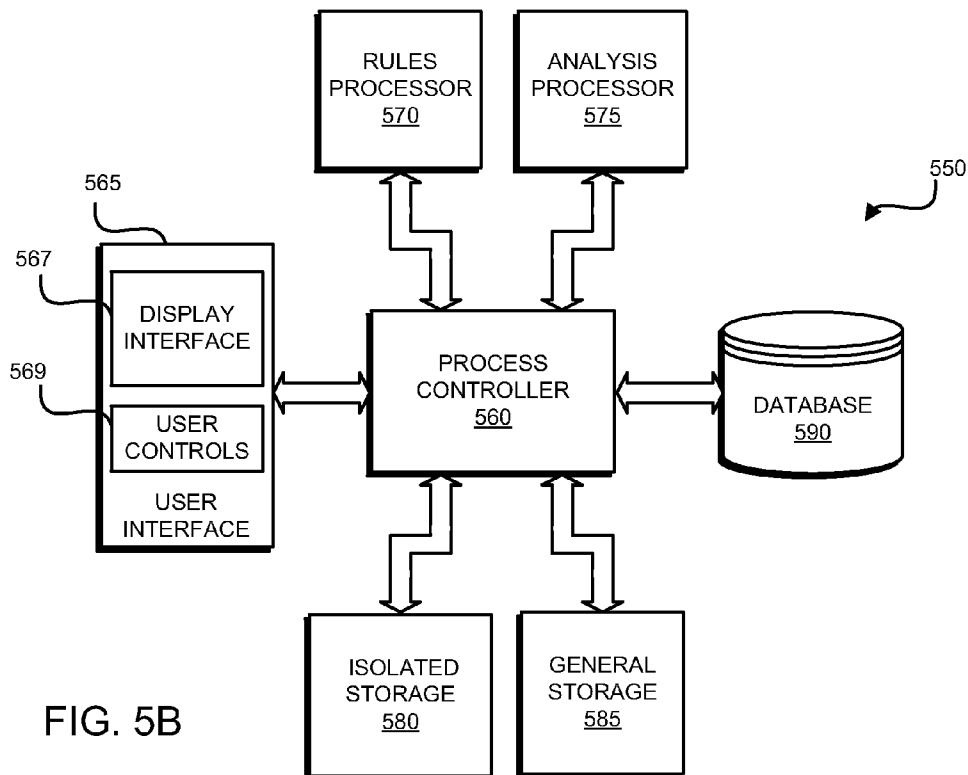 RULES
PROCESSOR
570
ANALYSIS
PROCESSOR
575
550
565
567
DISPLAY
INTERFACE
569
USER
CONTROLS
USER
INTERFACE
PROCESS
CONTROLLER
560
DATABASE
590
ISOLATED
STORAGE
580
GENERAL
STORAGE
585
FIG. 5B